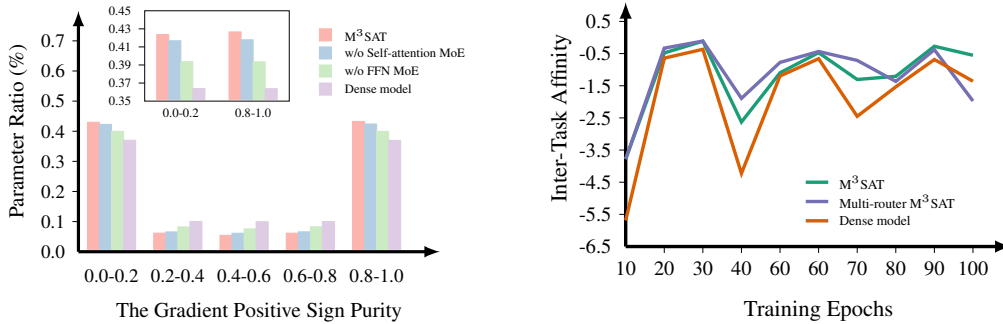 Parameter Ratio (%)
0.7
0.6
0.5
0.4
0.3
0.2
0.1
0.0
0.45
0.43
0.41
0.39
0.37
0.35
0.0-0.2 0.8-1.0
M³SAT
w/o Self-attention MoE
w/o FFN MoE
Dense model
0.0-0.2 0.2-0.4 0.4-0.6 0.6-0.8 0.8-1.0
The Gradient Positive Sign Purity
Inter-Task Affinity
0.5
-0.5
-1.5
-2.5
-3.5
-4.5
-5.5
-6.5
M³SAT
Multi-router M³SAT
Dense model
10 20 30 40 50 60 70 80 90 100
Training Epochs